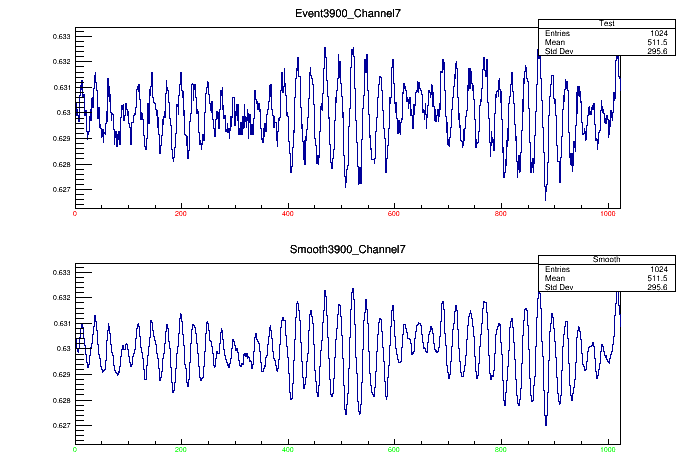 Event3900_Channel7
Test
Entries 1024
Mean 511.5
Std Dev 295.6
0.633
0.632
0.631
0.63
0.629
0.628
0.627
0 200 400 600 800 1000
Smooth3900_Channel7
Smooth
Entries 1024
Mean 511.5
Std Dev 295.6
0.633
0.632
0.631
0.63
0.629
0.628
0.627
0 200 400 600 800 1000